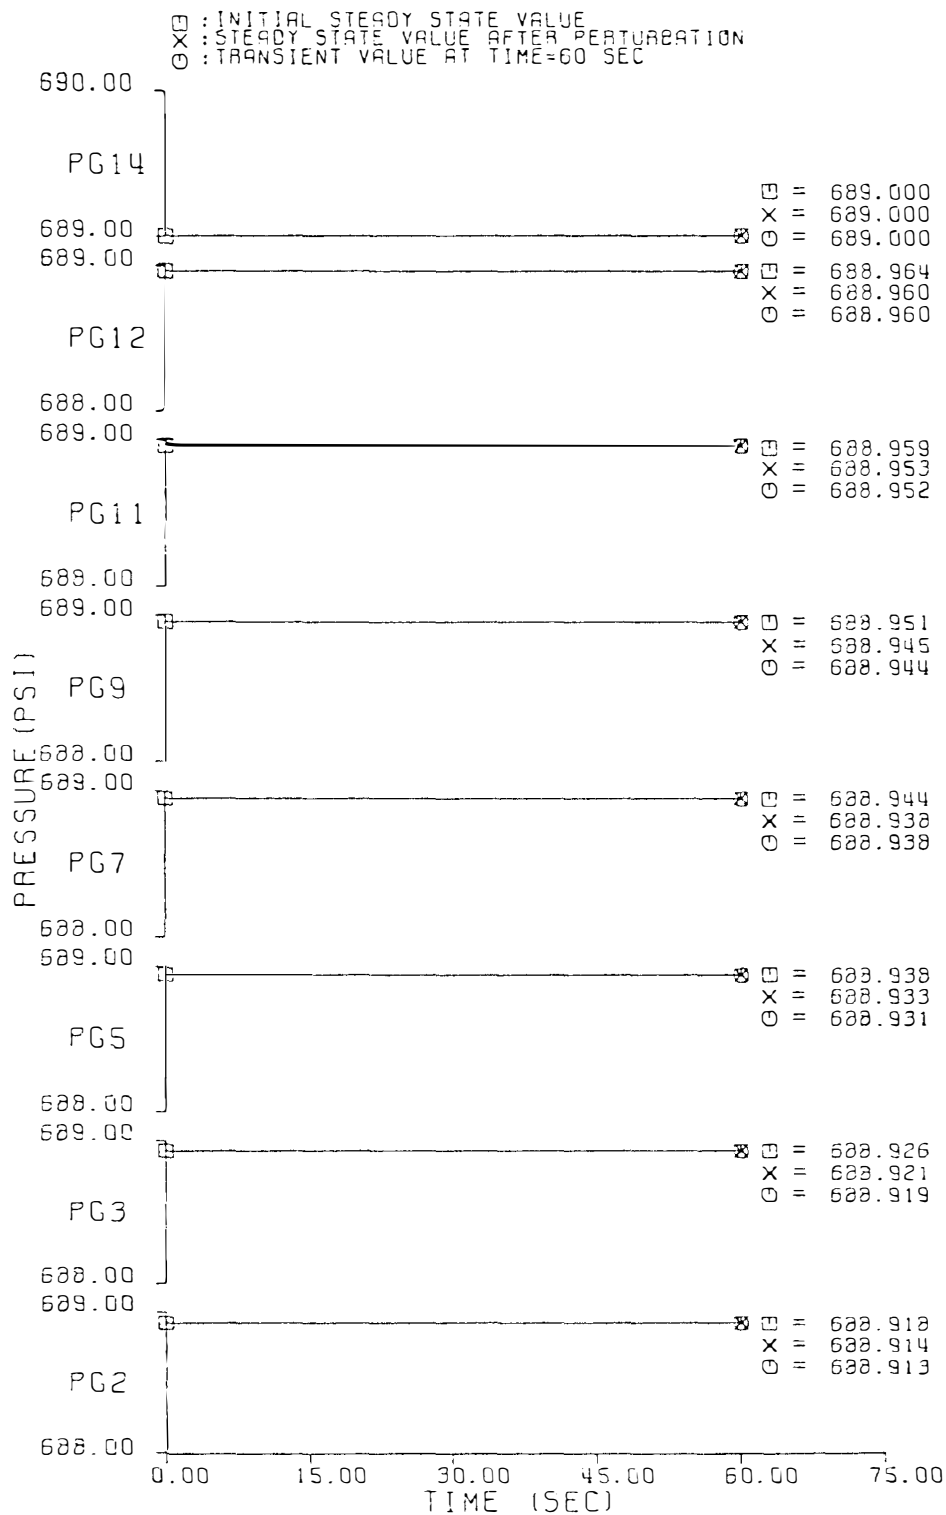 : INITIAL STEADY STATE VALUE
X : STEADY STATE VALUE AFTER PERTURBATION
: TRANSIENT VALUE AT TIME=60 SEC
690.00
PG14
689.00
= 689.000
X = 689.000
= 689.000
689.00
PG12
688.00
= 688.964
X = 688.960
= 688.960
689.00
PG11
688.00
= 688.959
X = 688.953
= 688.952
689.00
PG9
688.00
= 688.951
X = 688.945
= 688.944
689.00
PG7
688.00
= 688.944
X = 688.938
= 688.938
689.00
PG5
688.00
= 688.938
X = 688.933
= 688.931
689.00
PG3
688.00
= 688.926
X = 688.921
= 688.919
689.00
PG2
688.00
= 688.918
X = 688.914
= 688.913
PRESSURE (PSI)
0.00 15.00 30.00 45.00 60.00 75.00
TIME (SEC)